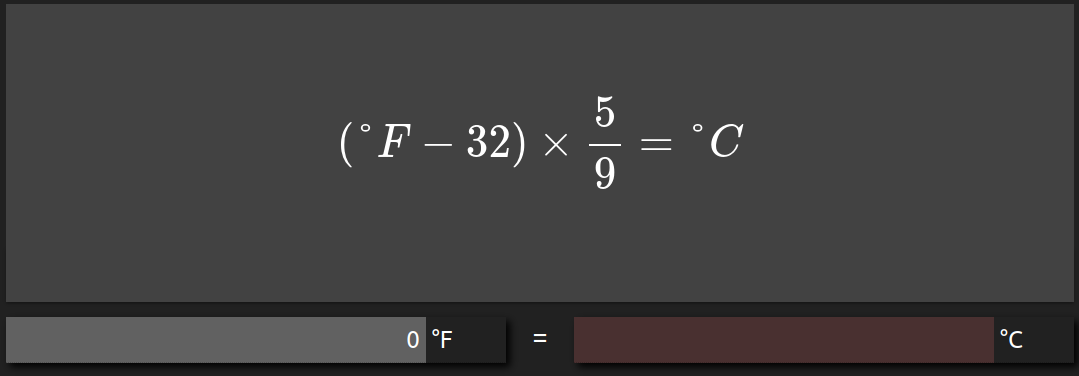 (°F − 32) × 5/9 = °C
0 °F = °C